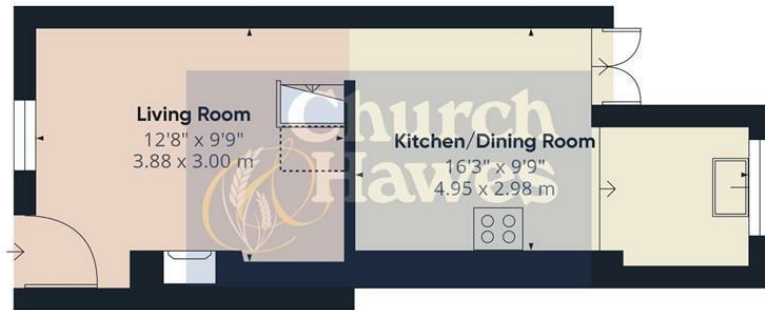 Living Room
12'8" x 9'9"
3.88 x 3.00 m
Church
Hawes
Kitchen/Dining Room
16'3" x 9'9"
4.95 x 2.98 m